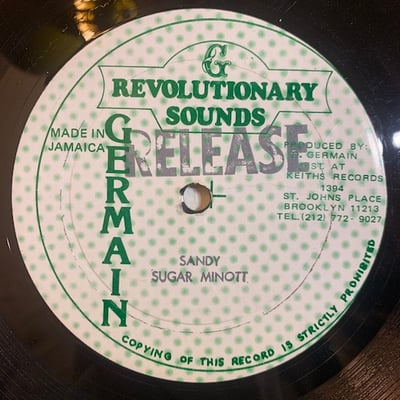 G
REVOLUTIONARY
SOUNDS
GERMAIN
MADE IN
JAMAICA
RELEASE
PRODUCED BY:
GERMAIN
DIST AT
KEITHS RECORDS
1394
ST. JOHNS PLACE
BROOKLYN 11213
TEL.(212) 772 - 9027
SANDY
SUGAR MINOTT
COPYING OF THIS RECORD IS STRICTLY PROHIBITED